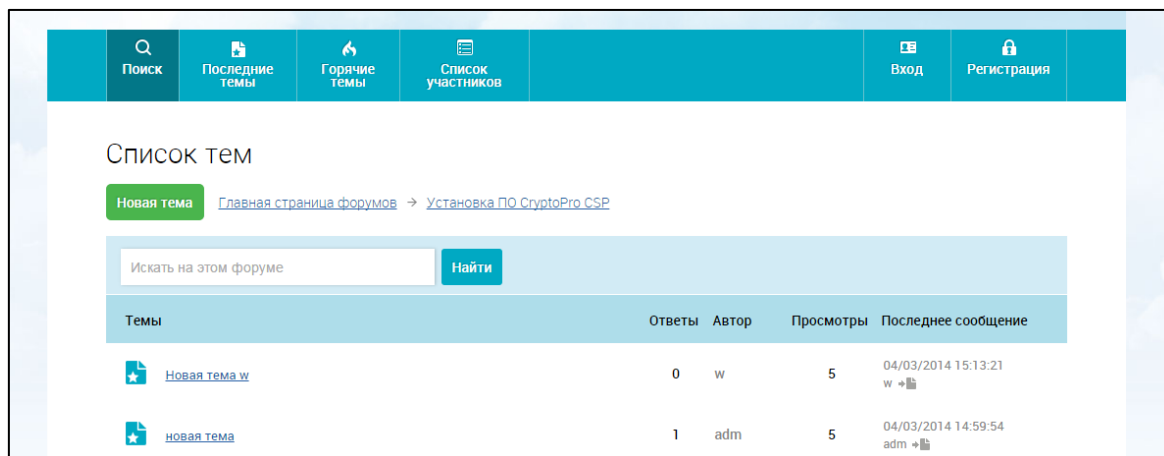 Поиск
Последние
темы
Горячие
темы
Список
участников
Вход
Регистрация
Список тем
Новая тема Главная страница форумов → Установка ПО CryptoPro CSP
Искать на этом форуме Найти
Темы Ответы Автор Просмотры Последнее сообщение
Новая тема w 0 w 5 04/03/2014 15:13:21
w
новая тема 1 adm 5 04/03/2014 14:59:54
adm